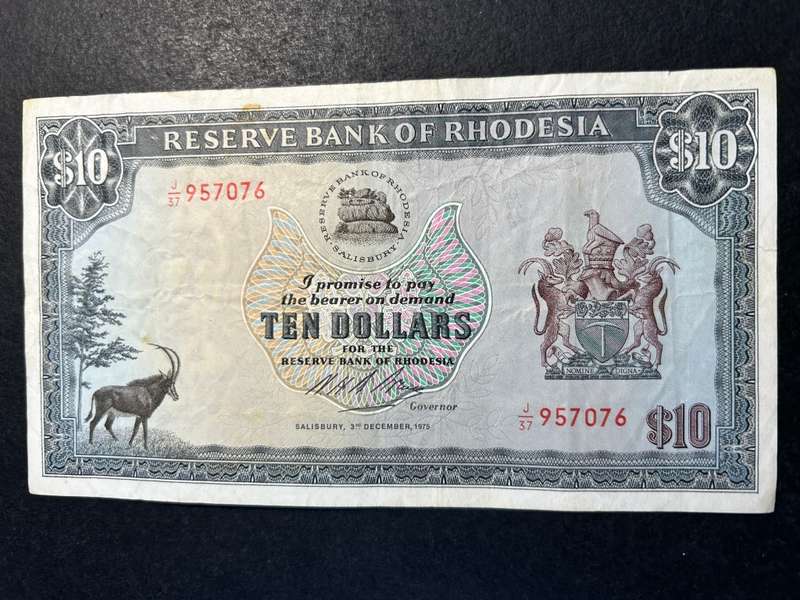 RESERVE BANK OF RHODESIA
$10
$10
J/37 957076
RESERVE BANK OF RHODESIA
SALISBURY
I promise to pay
the bearer on demand
TEN DOLLARS
FOR THE
RESERVE BANK OF RHODESIA
Governor
SALISBURY, 3RD DECEMBER, 1975
NOMINE DIGNA
J/37 957076
$10